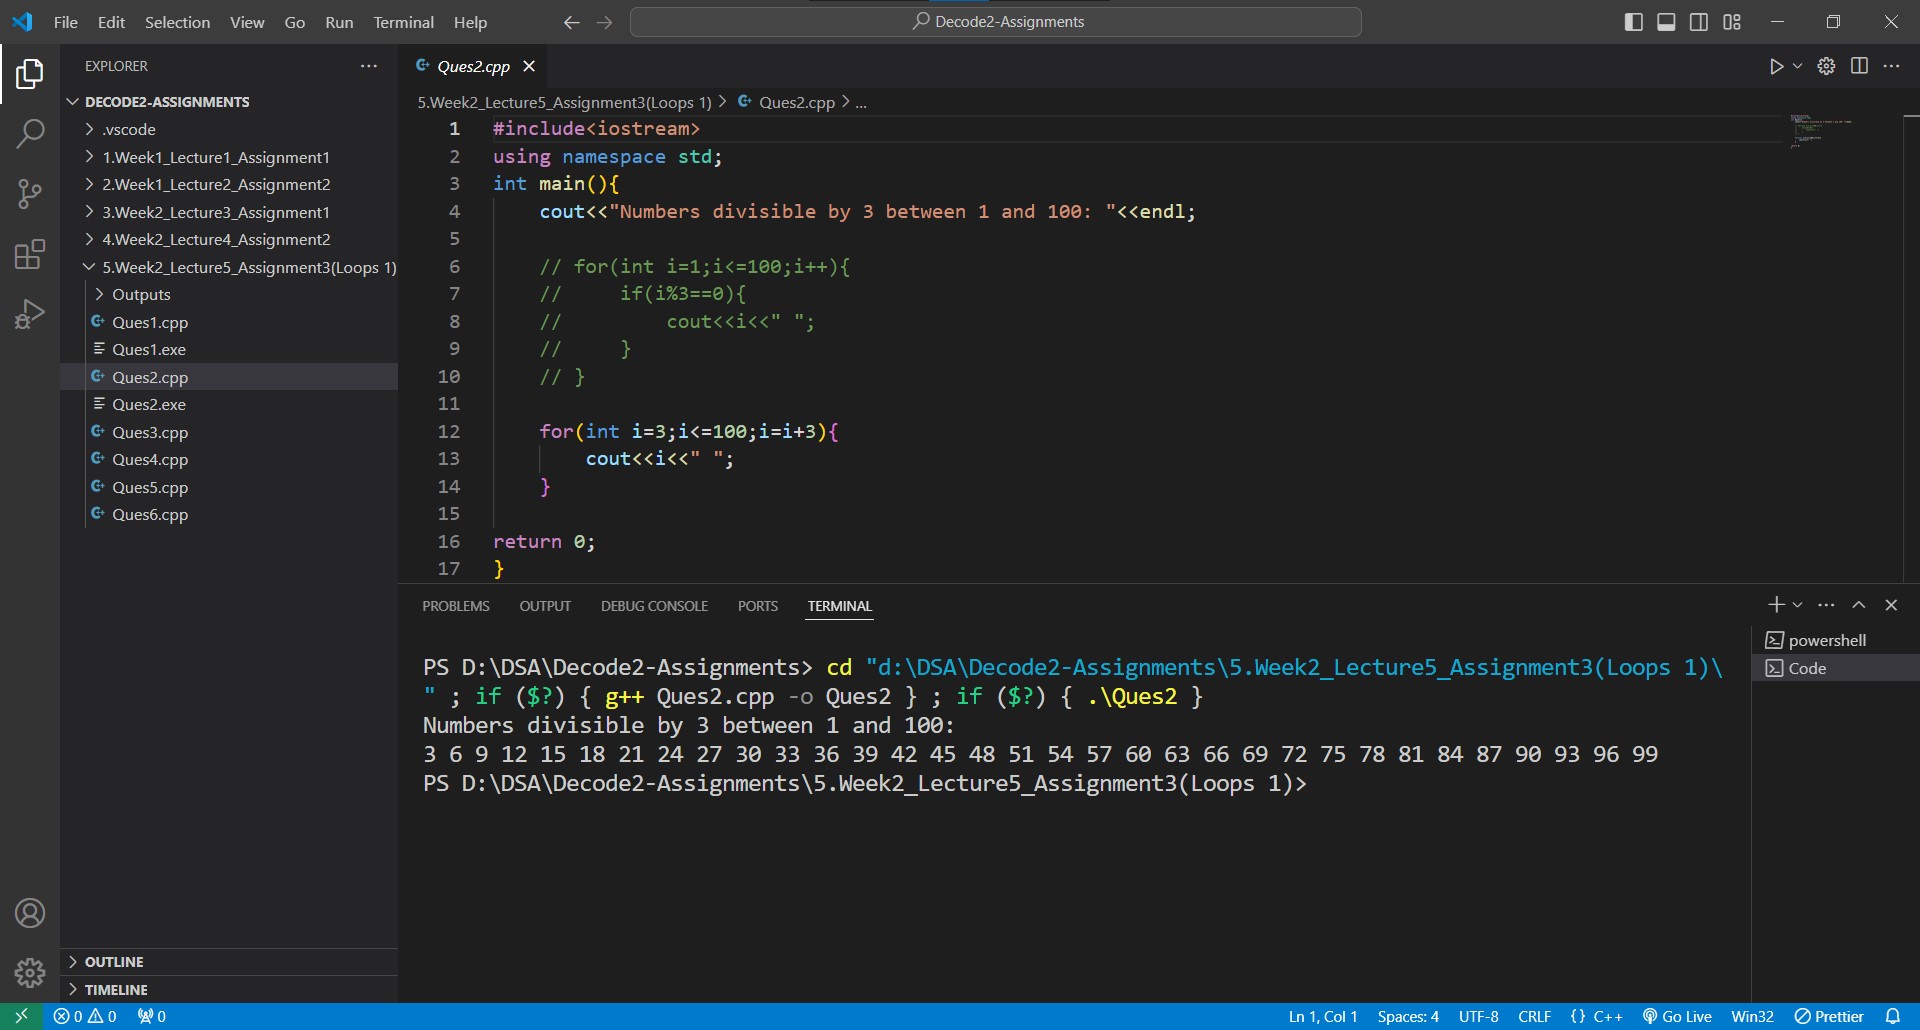 File Edit Selection View Go Run Terminal Help
Decode2-Assignments
EXPLORER
DECODE2-ASSIGNMENTS
.vscode
1.Week1_Lecture1_Assignment1
2.Week1_Lecture2_Assignment2
3.Week2_Lecture3_Assignment1
4.Week2_Lecture4_Assignment2
5.Week2_Lecture5_Assignment3(Loops 1)
Outputs
Ques1.cpp
Ques1.exe
Ques2.cpp
Ques2.exe
Ques3.cpp
Ques4.cpp
Ques5.cpp
Ques6.cpp
OUTLINE
TIMELINE
Ques2.cpp
5.Week2_Lecture5_Assignment3(Loops 1) > Ques2.cpp > ...
1 #include<iostream>
2 using namespace std;
3 int main(){
4 cout<<"Numbers divisible by 3 between 1 and 100: "<<endl;
5
6 // for(int i=1;i<=100;i++){
7 //     if(i%3==0){
8 //         cout<<i<<" ";
9 //     }
10 // }
11
12 for(int i=3;i<=100;i=i+3){
13 cout<<i<<" ";
14 }
15
16 return 0;
17 }
PROBLEMS OUTPUT DEBUG CONSOLE PORTS TERMINAL
PS D:\DSA\Decode2-Assignments> cd "d:\DSA\Decode2-Assignments\5.Week2_Lecture5_Assignment3(Loops 1)\
" ; if ($?) { g++ Ques2.cpp -o Ques2 } ; if ($?) { .\Ques2 }
Numbers divisible by 3 between 1 and 100:
3 6 9 12 15 18 21 24 27 30 33 36 39 42 45 48 51 54 57 60 63 66 69 72 75 78 81 84 87 90 93 96 99
PS D:\DSA\Decode2-Assignments\5.Week2_Lecture5_Assignment3(Loops 1)>
powershell
Code
0 0 0
Ln 1, Col 1 Spaces: 4 UTF-8 CRLF {} C++ Go Live Win32 Prettier